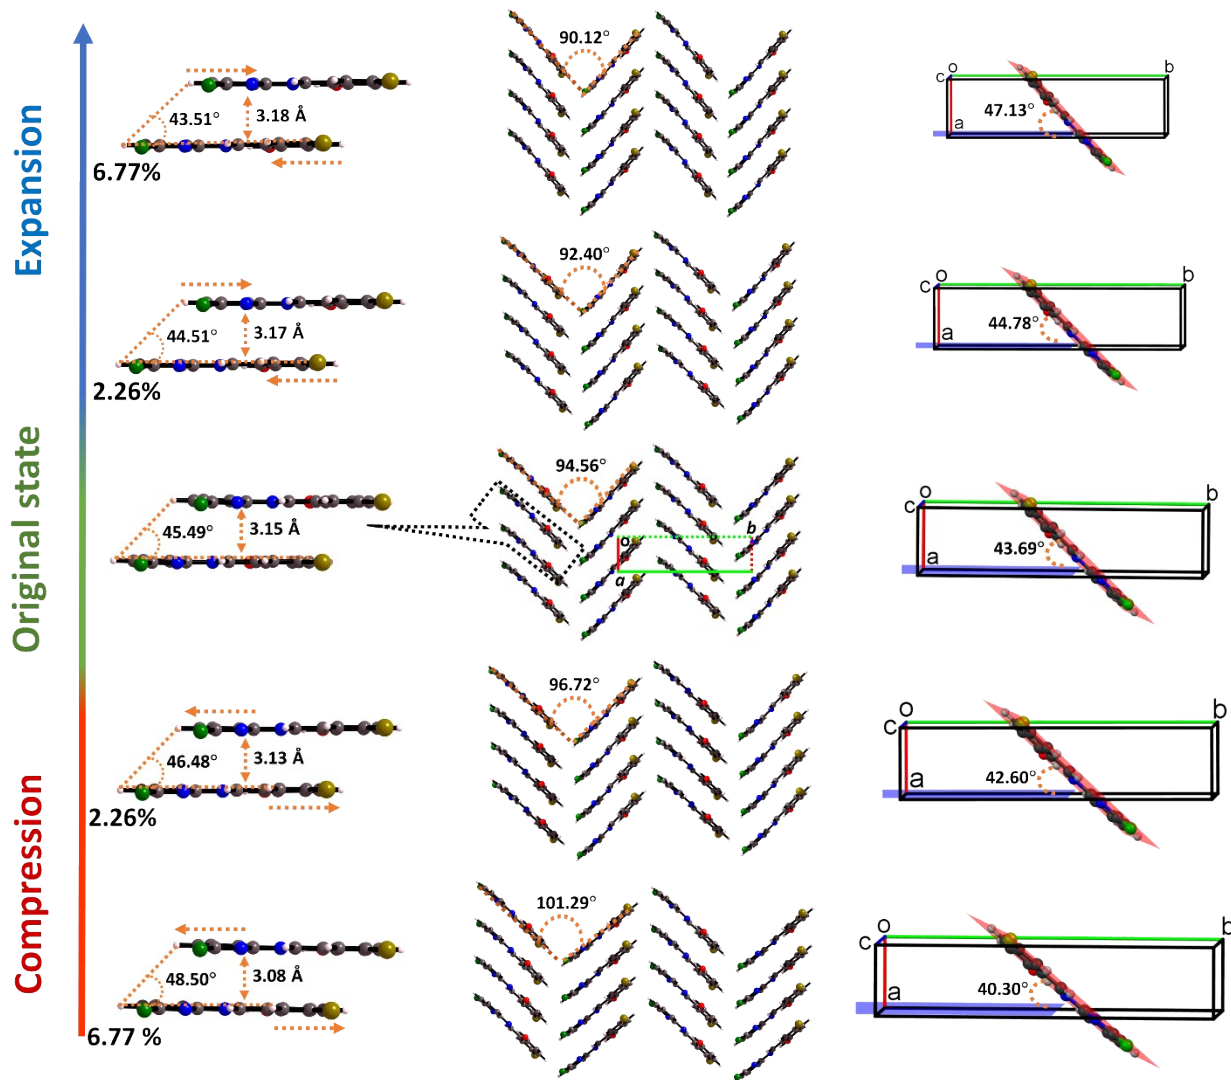 Expansion
Original state
Compression
43.51°
3.18 Å
6.77%
90.12°
c o b
a
47.13°
44.51°
3.17 Å
2.26%
92.40°
c o b
a
44.78°
45.49°
3.15 Å
94.56°
o b
a
c o b
a
43.69°
46.48°
3.13 Å
2.26%
96.72°
c o b
a
42.60°
48.50°
3.08 Å
6.77 %
101.29°
c o b
a
40.30°